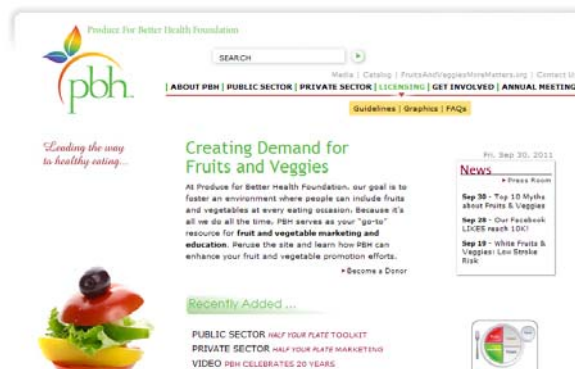 Produce For Better Health Foundation
SEARCH
Media | Catalog | FruitsAndVeggiesMoreMatters.org | Contact U
pbh
| ABOUT PBH | PUBLIC SECTOR | PRIVATE SECTOR | LICENSING | GET INVOLVED | ANNUAL MEETING
Guidelines | Graphics | FAQs
Leading the way
to healthy eating...
Creating Demand for
Fruits and Veggies
At Produce for Better Health Foundation, our goal is to
foster an environment where people can include fruits
and vegetables at every eating occasion. Because it's
all we do all the time, PBH serves as your "go-to"
resource for fruit and vegetable marketing and
education. Peruse the site and learn how PBH can
enhance your fruit and vegetable promotion efforts.
Become a Donor
Fri, Sep 30, 2011
News
Press Room
Sep 30 - Top 10 Myths
about Fruits & Veggies
Sep 28 - Our Facebook
LIKES reach 10K!
Sep 19 - White Fruits &
Veggies: Low Stroke
Risk
Recently Added ...
PUBLIC SECTOR HALF YOUR PLATE TOOLKIT
PRIVATE SECTOR HALF YOUR PLATE MARKETING
VIDEO PBH CELEBRATES 20 YEARS